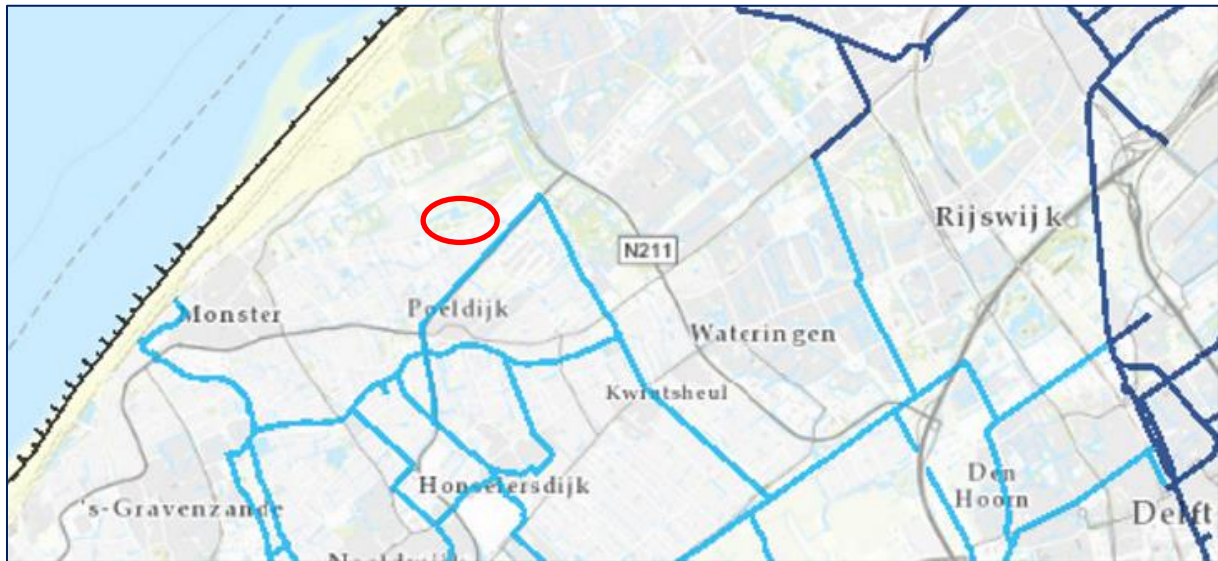 Rijswijk
N211
Monster
Poeldijk
Wateringen
Kwintsheul
Den
Hoorn
Honselersdijk
's-Gravenzande
Delft